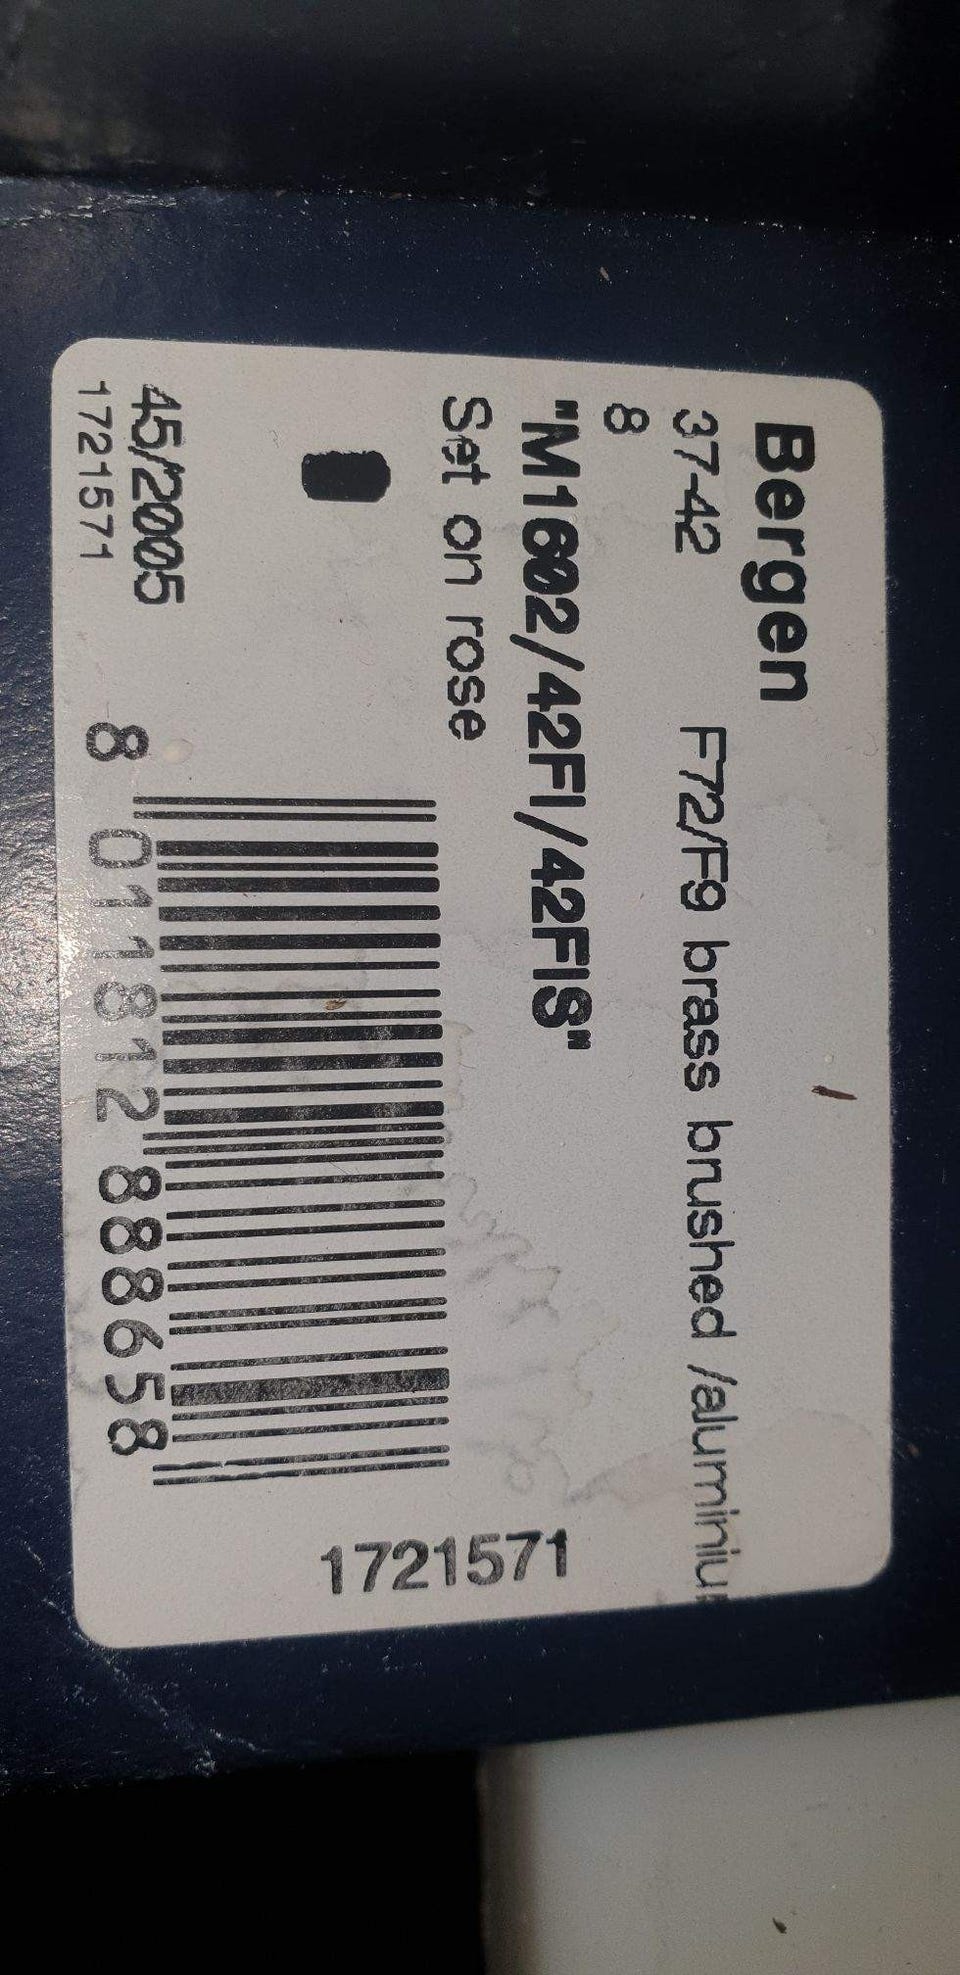 Bergen
37-42 F72/F9 brass brushed /aluminiu
8
"M1602/42FI/42FIS"
Set on rose
45/2005
1721571
8 011812 888658
1721571